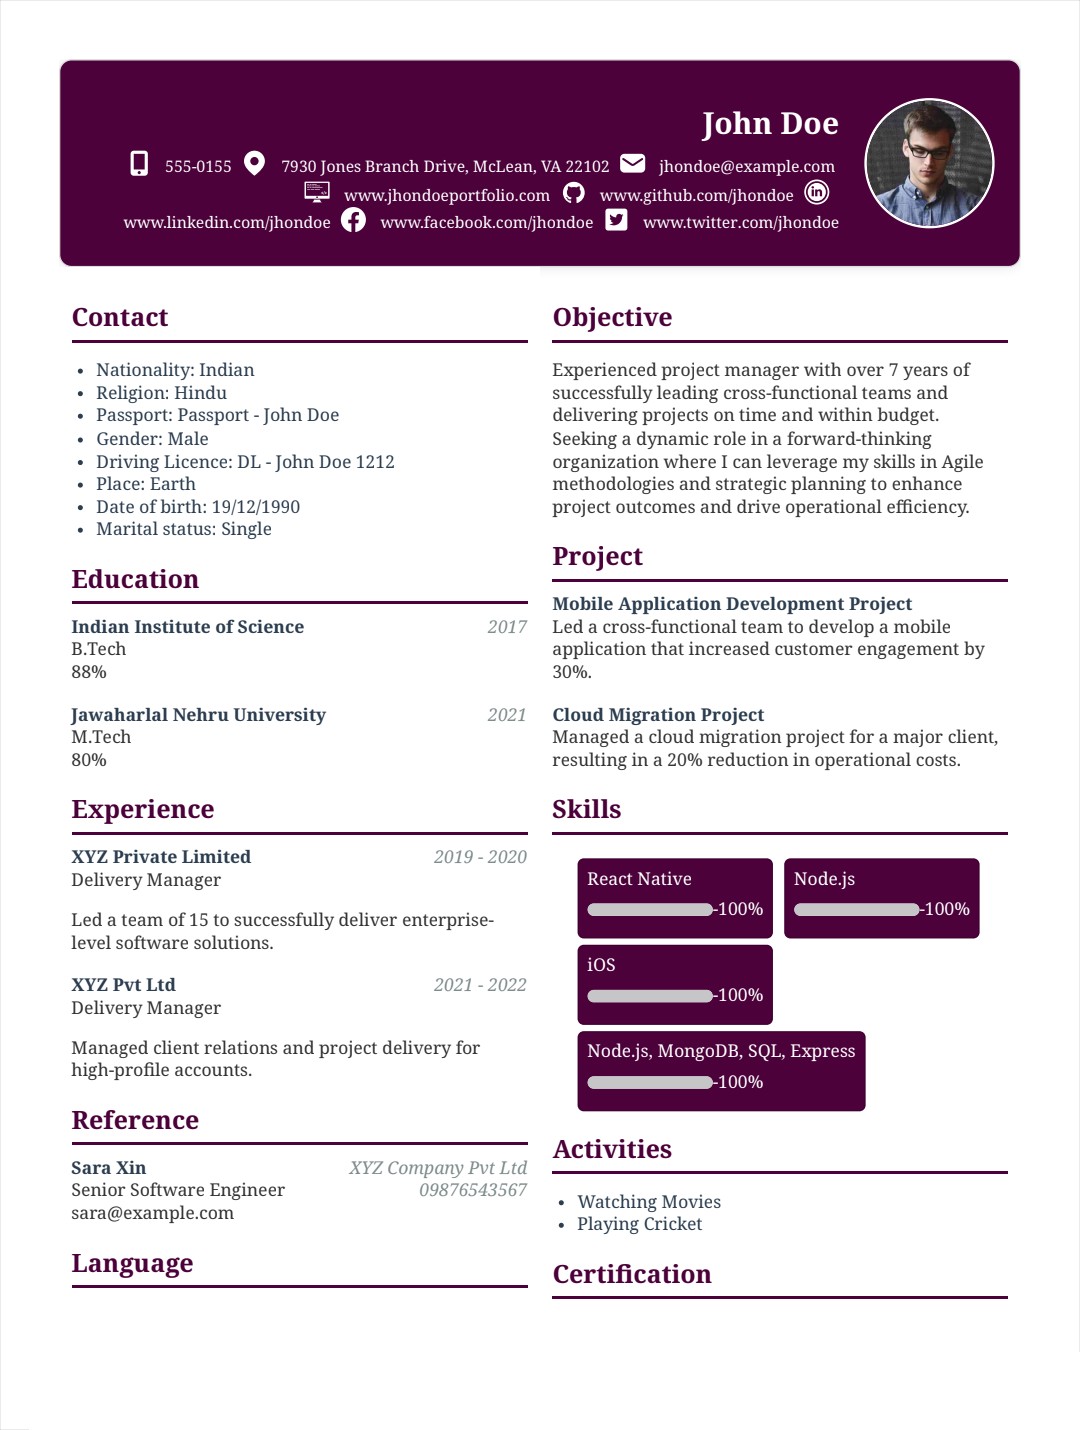 John Doe
555-0155 7930 Jones Branch Drive, McLean, VA 22102 jhondoe@example.com
www.jhondoeportfolio.com www.github.com/jhondoe
www.linkedin.com/jhondoe www.facebook.com/jhondoe www.twitter.com/jhondoe
Contact
• Nationality: Indian
• Religion: Hindu
• Passport: Passport - John Doe
• Gender: Male
• Driving Licence: DL - John Doe 1212
• Place: Earth
• Date of birth: 19/12/1990
• Marital status: Single
Education
Indian Institute of Science 2017
B.Tech
88%
Jawaharlal Nehru University 2021
M.Tech
80%
Experience
XYZ Private Limited 2019 - 2020
Delivery Manager
Led a team of 15 to successfully deliver enterprise-
level software solutions.
XYZ Pvt Ltd 2021 - 2022
Delivery Manager
Managed client relations and project delivery for
high-profile accounts.
Reference
Sara Xin XYZ Company Pvt Ltd
Senior Software Engineer 09876543567
sara@example.com
Language
Objective
Experienced project manager with over 7 years of
successfully leading cross-functional teams and
delivering projects on time and within budget.
Seeking a dynamic role in a forward-thinking
organization where I can leverage my skills in Agile
methodologies and strategic planning to enhance
project outcomes and drive operational efficiency.
Project
Mobile Application Development Project
Led a cross-functional team to develop a mobile
application that increased customer engagement by
30%.
Cloud Migration Project
Managed a cloud migration project for a major client,
resulting in a 20% reduction in operational costs.
Skills
React Native Node.js
-100% -100%
iOS
-100%
Node.js, MongoDB, SQL, Express
-100%
Activities
• Watching Movies
• Playing Cricket
Certification